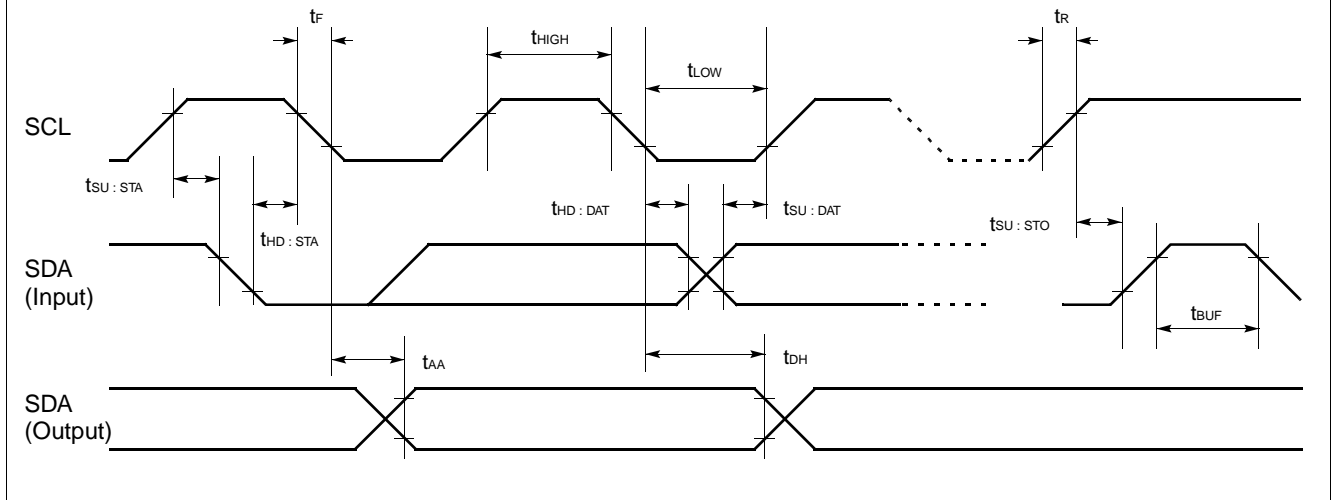 tF
tR
tHIGH
tLOW
SCL
tSU : STA
tHD : DAT
tSU : DAT
tSU : STO
tHD : STA
SDA
(Input)
tBUF
tAA
tDH
SDA
(Output)